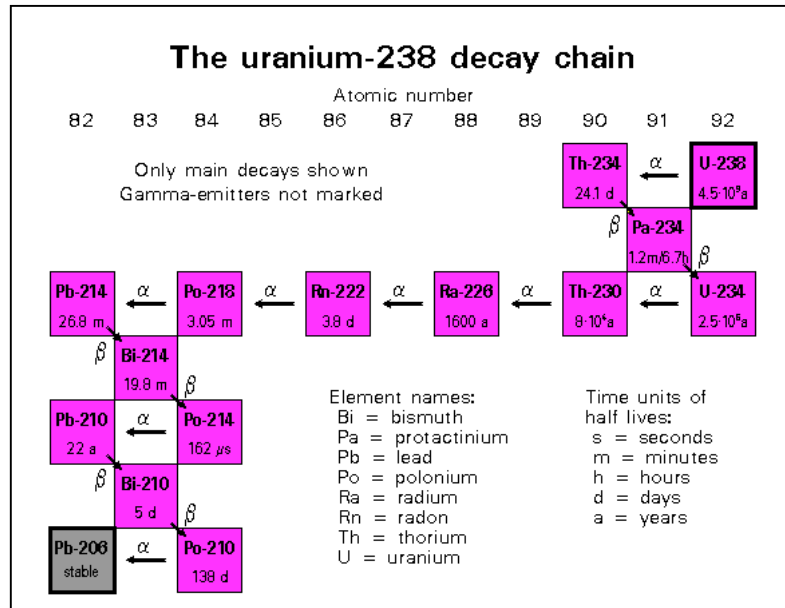 The uranium-238 decay chain
Atomic number
82 83 84 85 86 87 88 89 90 91 92
Only main decays shown
Gamma-emitters not marked
Th-234 α U-238
24.1 d 4.5·10⁹a
β Pa-234 β
1.2m/6.7h
Pb-214 α Po-218 α Rn-222 α Ra-226 α Th-230 α U-234
26.8 m 3.05 m 3.8 d 1600 a 8·10⁴a 2.5·10⁵a
β Bi-214 β
19.8 m
Pb-210 α Po-214
22 a 162 µs
β Bi-210 β
5 d
Pb-206 α Po-210
stable 138 d
Element names:
Bi = bismuth
Pa = protactinium
Pb = lead
Po = polonium
Ra = radium
Rn = radon
Th = thorium
U = uranium
Time units of
half lives:
s = seconds
m = minutes
h = hours
d = days
a = years